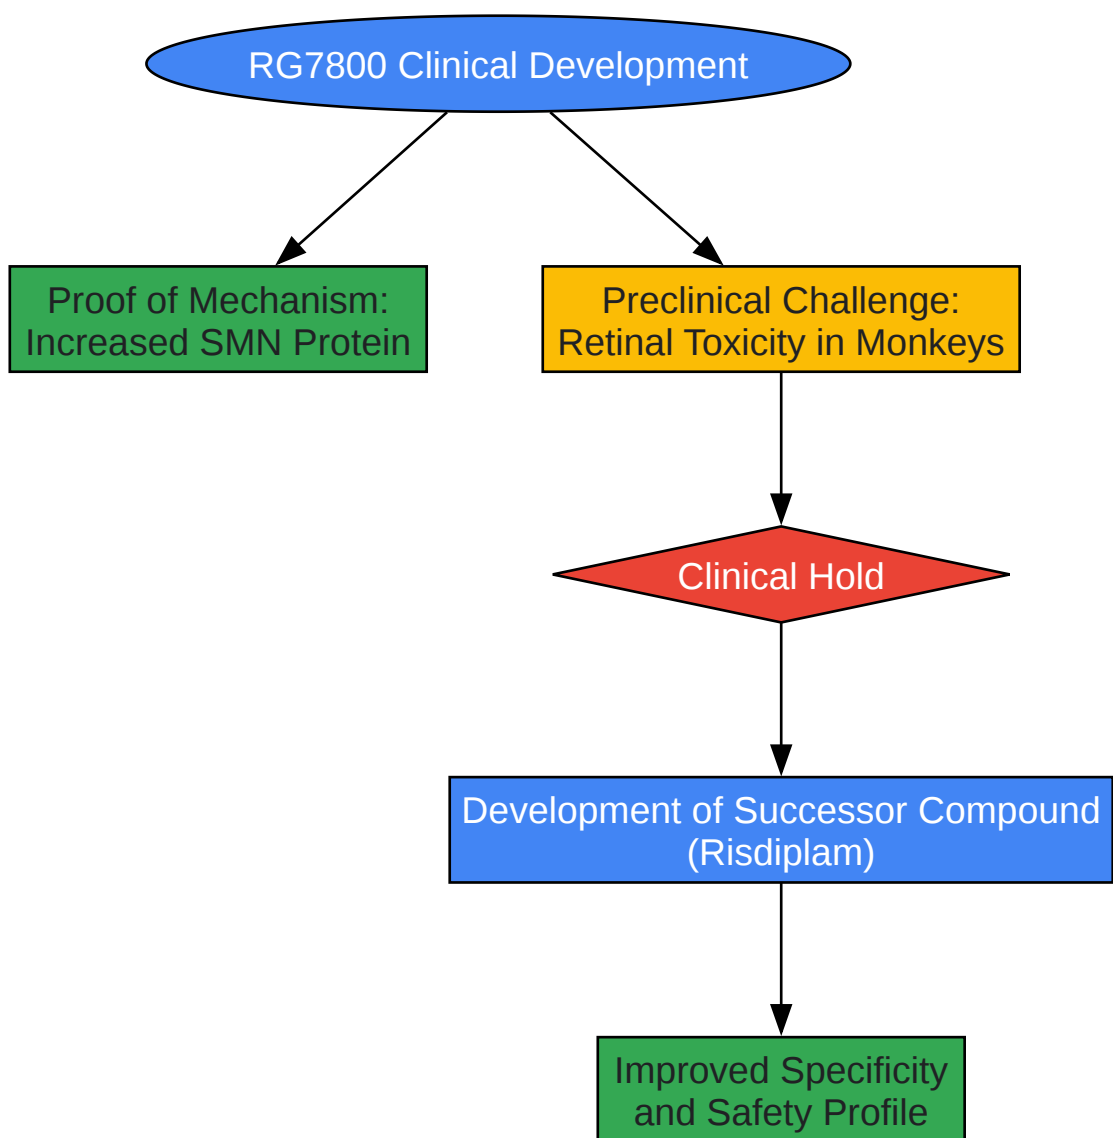 RG7800 Clinical Development
Proof of Mechanism:
Increased SMN Protein
Preclinical Challenge:
Retinal Toxicity in Monkeys
Clinical Hold
Development of Successor Compound
(Risdiplam)
Improved Specificity
and Safety Profile